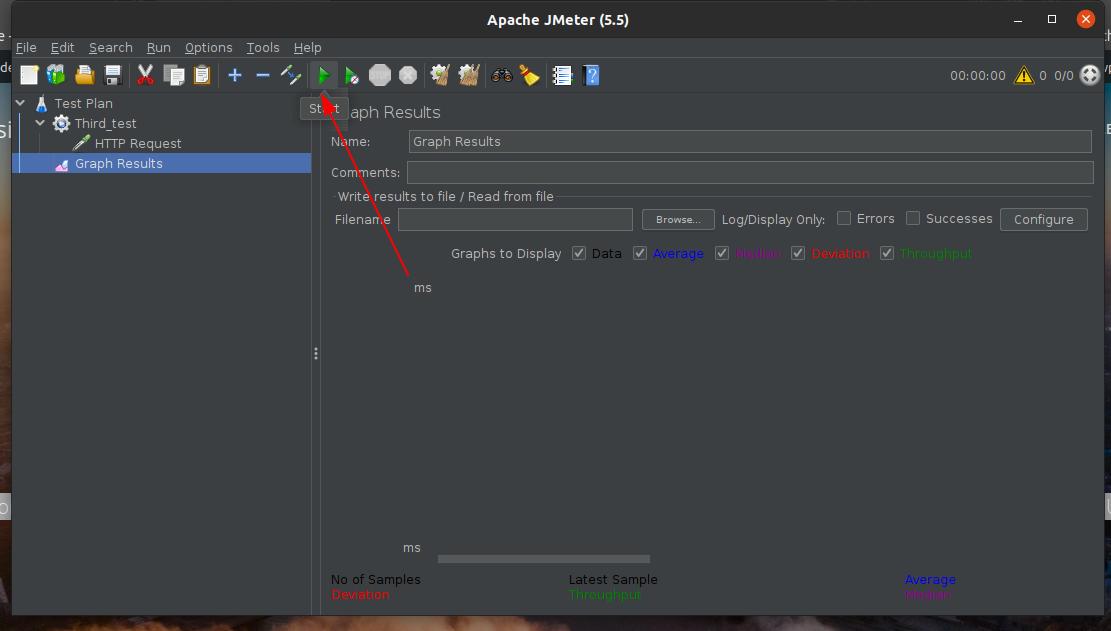 Apache JMeter (5.5)
File Edit Search Run Options Tools Help
STOP 00:00:00 0 0/0
Test Plan
Third_test
HTTP Request
Graph Results
Start
Graph Results
Name: Graph Results
Comments:
Write results to file / Read from file
Filename Browse... Log/Display Only: Errors Successes Configure
Graphs to Display Data Average Median Deviation Throughput
ms
ms
No of Samples Latest Sample Average
Deviation Throughput Median